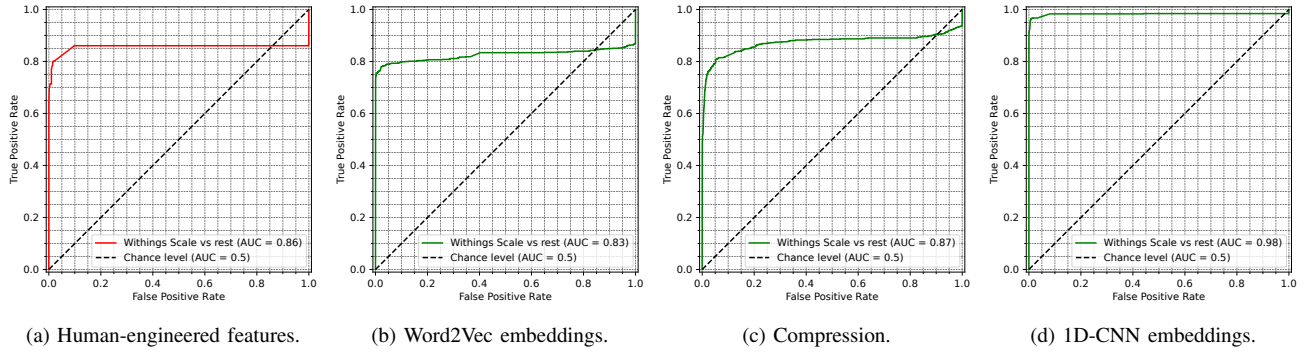 1.0
0.8
0.6
0.4
0.2
0.0
True Positive Rate
0.0 0.2 0.4 0.6 0.8 1.0
False Positive Rate
Withings Scale vs rest (AUC = 0.86)
Chance level (AUC = 0.5)
(a) Human-engineered features.
1.0
0.8
0.6
0.4
0.2
0.0
True Positive Rate
0.0 0.2 0.4 0.6 0.8 1.0
False Positive Rate
Withings Scale vs rest (AUC = 0.83)
Chance level (AUC = 0.5)
(b) Word2Vec embeddings.
1.0
0.8
0.6
0.4
0.2
0.0
True Positive Rate
0.0 0.2 0.4 0.6 0.8 1.0
False Positive Rate
Withings Scale vs rest (AUC = 0.87)
Chance level (AUC = 0.5)
(c) Compression.
1.0
0.8
0.6
0.4
0.2
0.0
True Positive Rate
0.0 0.2 0.4 0.6 0.8 1.0
False Positive Rate
Withings Scale vs rest (AUC = 0.98)
Chance level (AUC = 0.5)
(d) 1D-CNN embeddings.